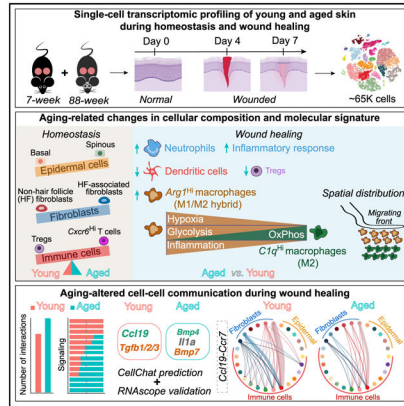 Single-cell transcriptomic profiling of young and aged skin
during homeostasis and wound healing
Day 0 Day 4 Day 7
7-week 88-week Normal Wounded ~65K cells
Aging-related changes in cellular composition and molecular signature
Homeostasis Wound healing
Basal Spinous
Epidermal cells
Non-hair follicle (HF) fibroblasts
HF-associated fibroblasts
Fibroblasts
Tregs
Cxcr6Hi T cells
Immune cells
Young Aged
Neutrophils Inflammatory response
Dendritic cells Tregs
Arg1Hi macrophages
(M1/M2 hybrid)
Hypoxia
Glycolysis
Inflammation
OxPhos
C1qHi
macrophages
(M2)
Aged vs. Young
Spatial distribution
Migrating
front
Aging-altered cell-cell communication during wound healing
Young Aged
Number of interactions
Signaling
Young Aged
Ccl19
Tgfb1/2/3
Bmp4
Il1a
Bmp7
CellChat prediction
+
RNAscope validation
Ccl19-Ccr7
Young Aged
Fibroblasts Epidermal
Immune cells
Fibroblasts Epidermal
Immune cells